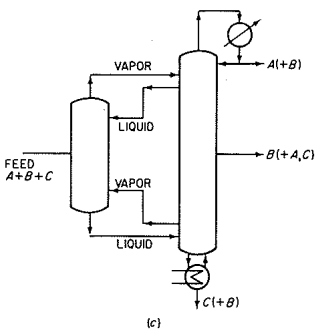 VAPOR
A(+B)
LIQUID
FEED
A+B+C
VAPOR
B(+A,C)
LIQUID
C(+B)
(c)